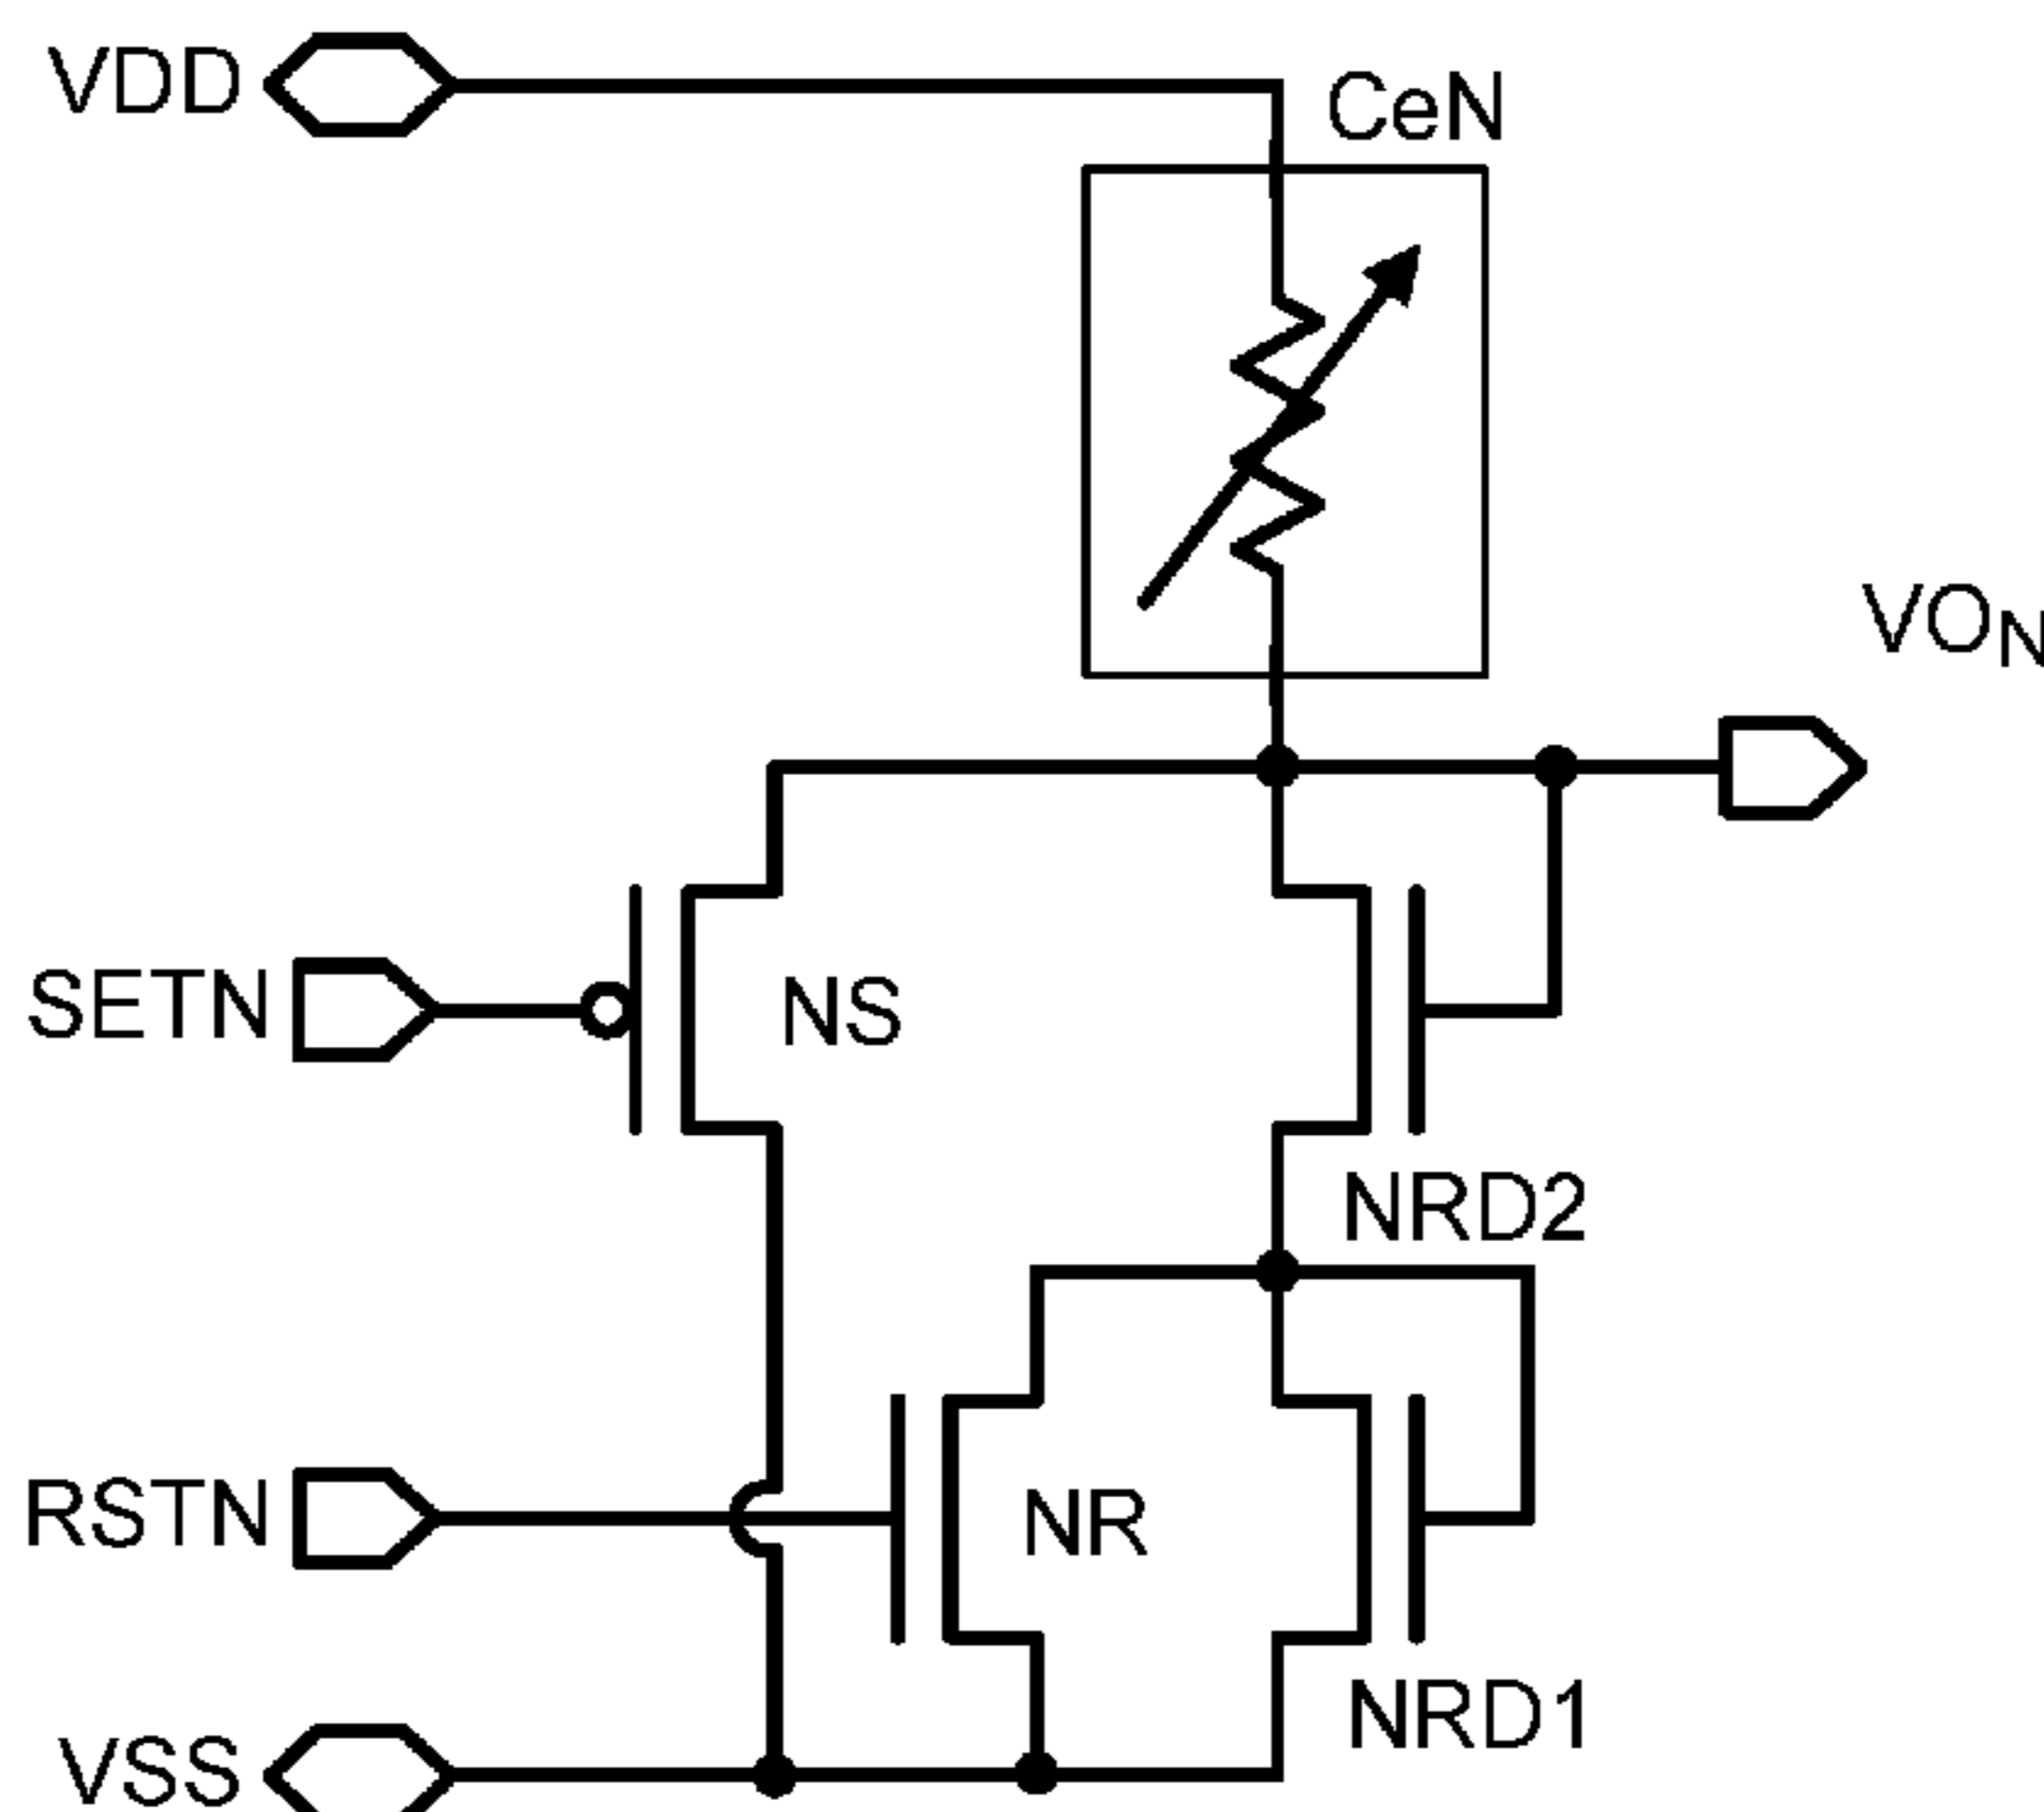 VDD
CeN
VON
SETN
NS
NRD2
RSTN
NR
NRD1
VSS